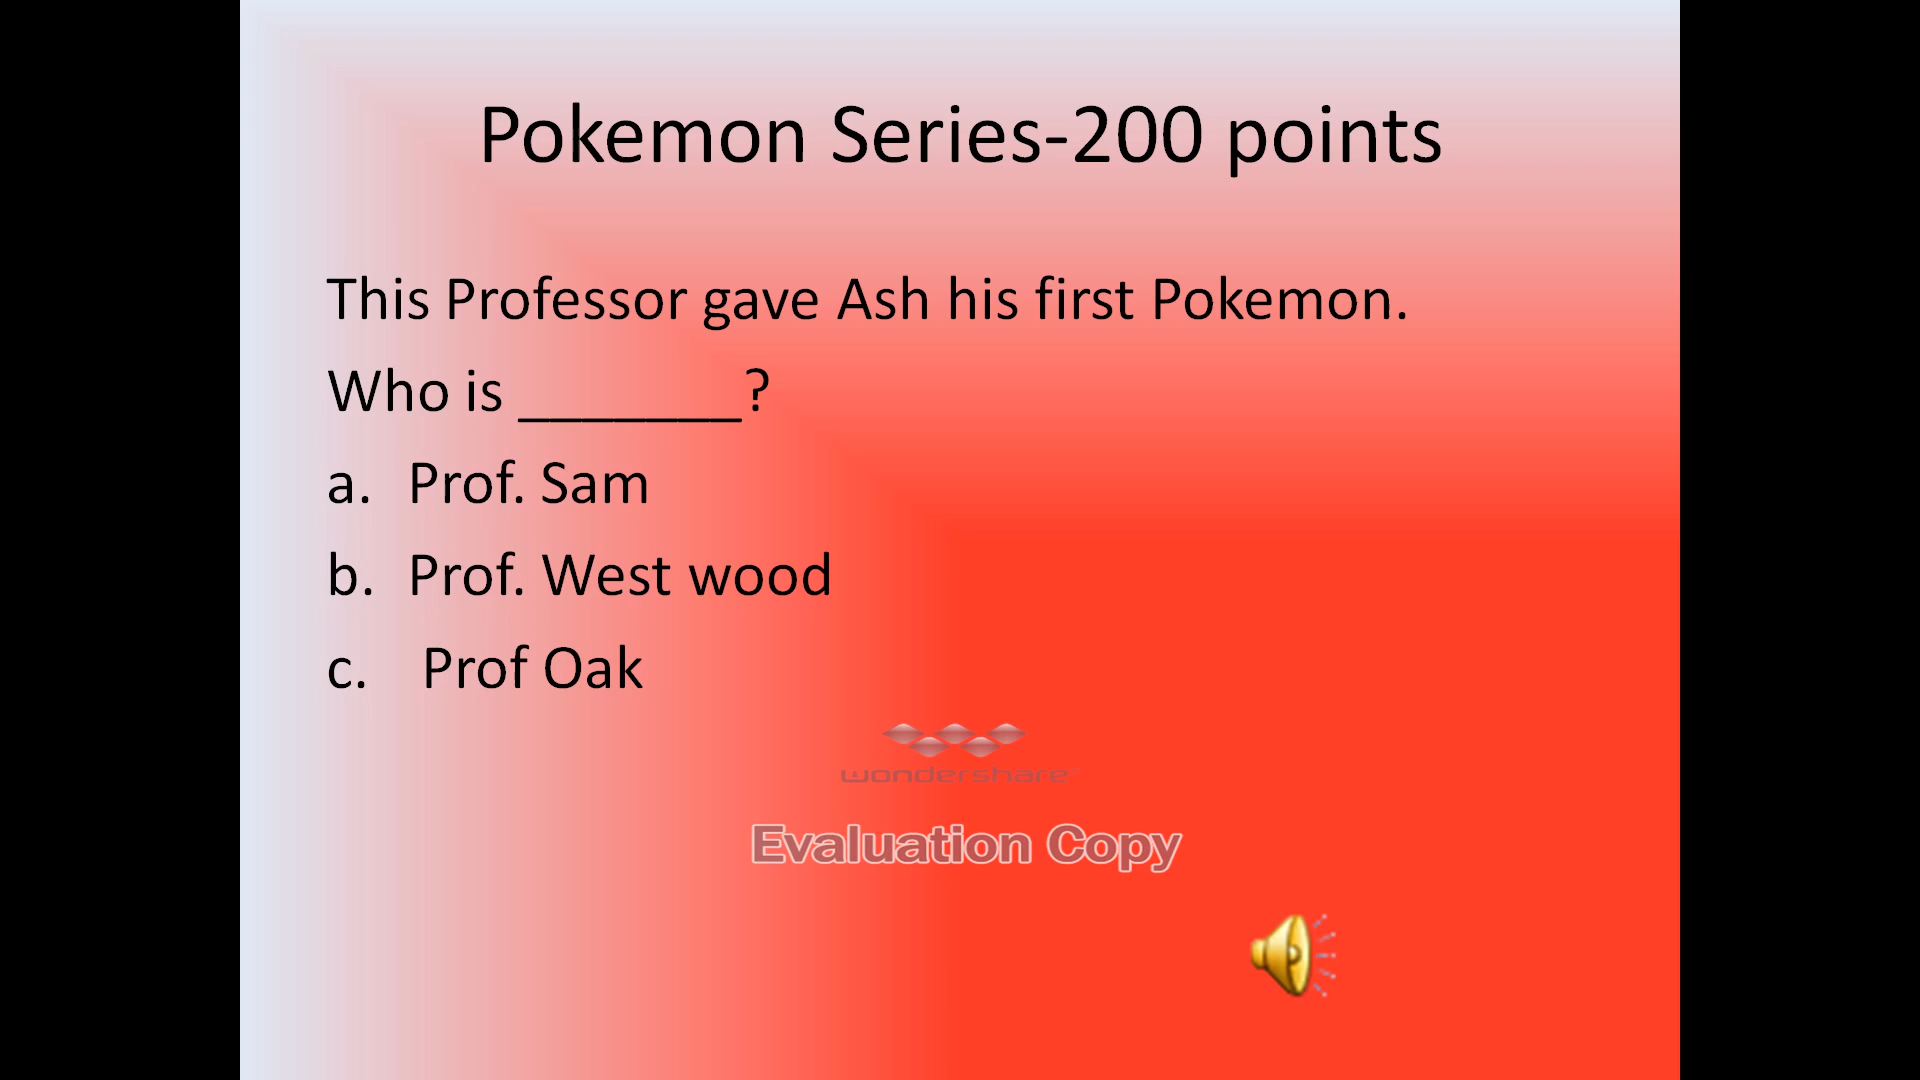 Pokemon Series-200 points
This Professor gave Ash his first Pokemon.
Who is _______?
a. Prof. Sam
b. Prof. West wood
c. Prof Oak
wondershare
Evaluation Copy